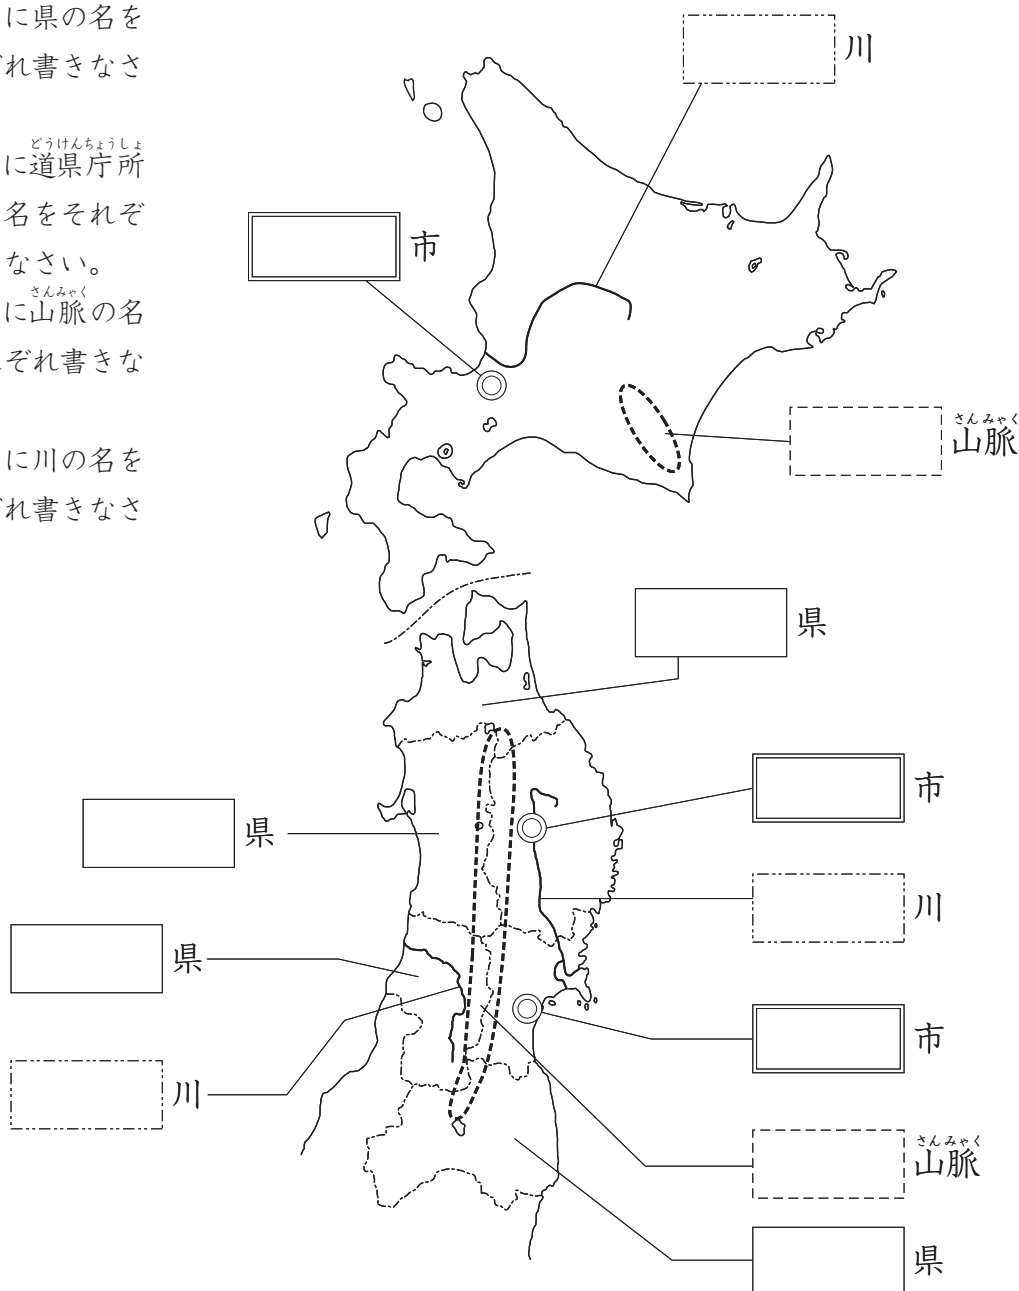 に県の名を
れ書きなさ
どうけんちょうしょ
に道県庁所
名をそれぞ
なさい。
さんみゃく
に山脈の名
ぞれ書きな
に川の名を
れ書きなさ
川
市
さんみゃく
山脈
県
市
県
川
県
市
川
さんみゃく
山脈
県